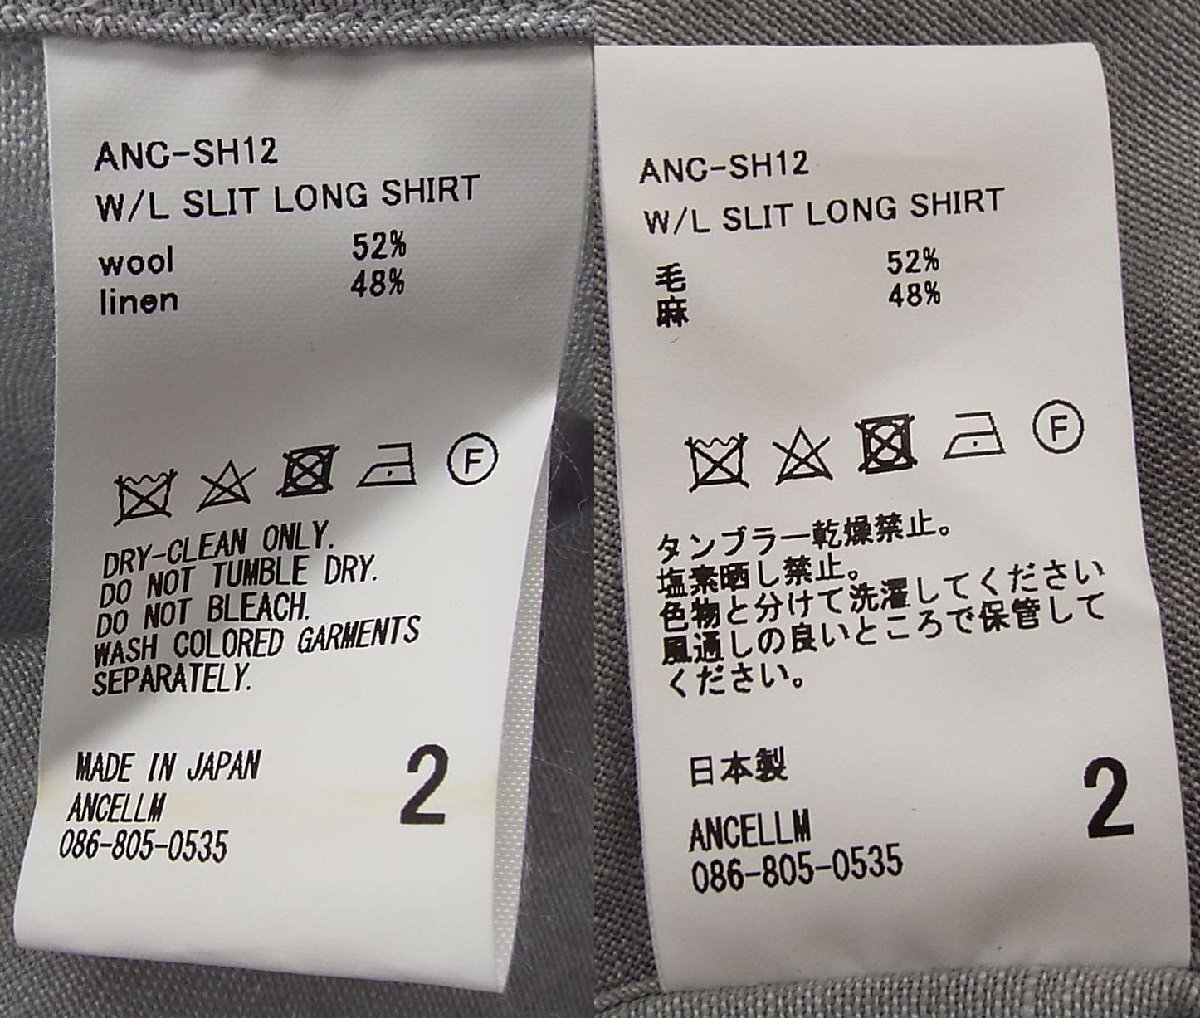 ANC-SH12
W/L SLIT LONG SHIRT
wool 52%
linen 48%
F
DRY-CLEAN ONLY.
DO NOT TUMBLE DRY.
DO NOT BLEACH.
WASH COLORED GARMENTS
SEPARATELY.
MADE IN JAPAN
ANCELLM
086-805-0535
2
ANC-SH12
W/L SLIT LONG SHIRT
毛 52%
麻 48%
F
タンブラー乾燥禁止。
塩素晒し禁止。
色物と分けて洗濯してください
風通しの良いところで保管して
ください。
日本製
ANCELLM
086-805-0535
2